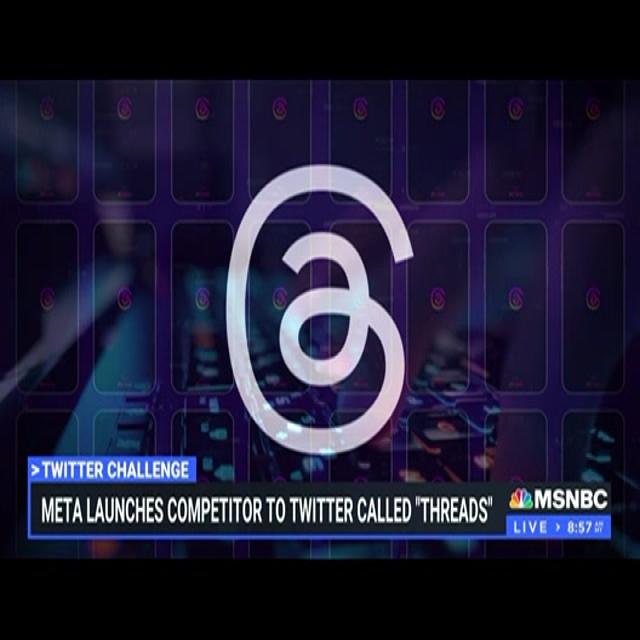 >TWITTER CHALLENGE
META LAUNCHES COMPETITOR TO TWITTER CALLED "THREADS"
MSNBC
LIVE > 8:57